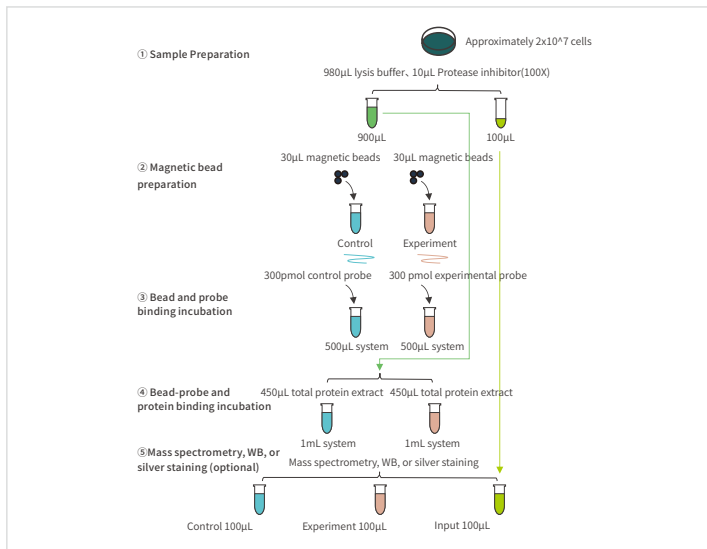 Approximately 2x10^7 cells
① Sample Preparation
980μL lysis buffer、10μL Protease inhibitor(100X)
900μL
100μL
30μL magnetic beads
30μL magnetic beads
② Magnetic bead
preparation
Control
Experiment
300pmol control probe
300 pmol experimental probe
③ Bead and probe
binding incubation
500μL system
500μL system
④ Bead-probe and
protein binding incubation
450μL total protein extract
450μL total protein extract
1mL system
1mL system
⑤Mass spectrometry, WB, or
silver staining (optional)
Mass spectrometry, WB, or silver staining
Control 100μL
Experiment 100μL
Input 100μL